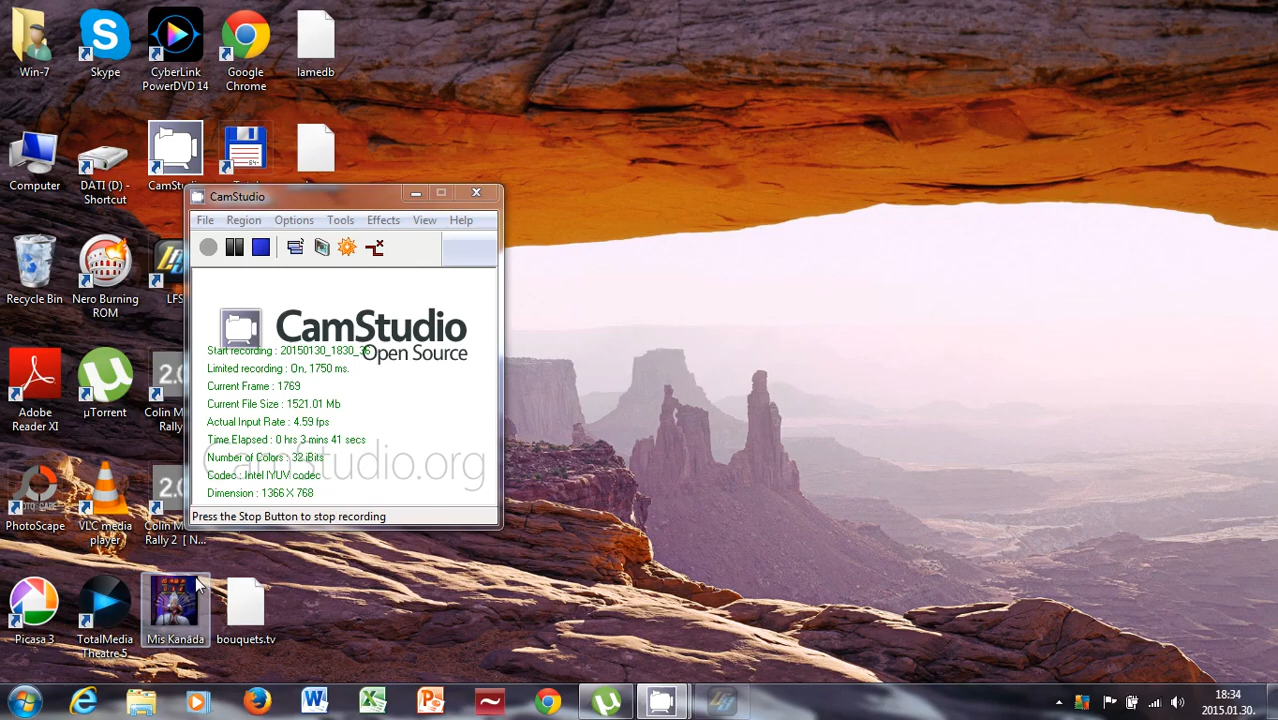 Win-7
Skype
CyberLink
PowerDVD 14
Google
Chrome
lamedb
Computer
DATI (D) -
Shortcut
CamStudio
File Region Options Tools Effects View Help
CamStudio
Open Source
Start recording : 20150130_1830_
Limited recording : On, 1750 ms.
Current Frame : 1769
Current File Size : 1521.01 Mb
Actual Input Rate : 4.59 fps
Time Elapsed : 0 hrs 3 mins 41 secs
CamStudio.org
Number of Colors : 32 Bits
Codec : Intel IYUV codec
Dimension : 1366 X 768
Press the Stop Button to stop recording
Recycle Bin
Nero Burning
ROM
LFS
Adobe
Reader XI
µTorrent
2.0
Colin M
Rally
PhotoScape
VLC media
player
2.0
Colin M
Rally 2 [ N...
Picasa 3
TotalMedia
Theatre 5
Mis Kanada
bouquets.tv
18:34
2015.01.30.